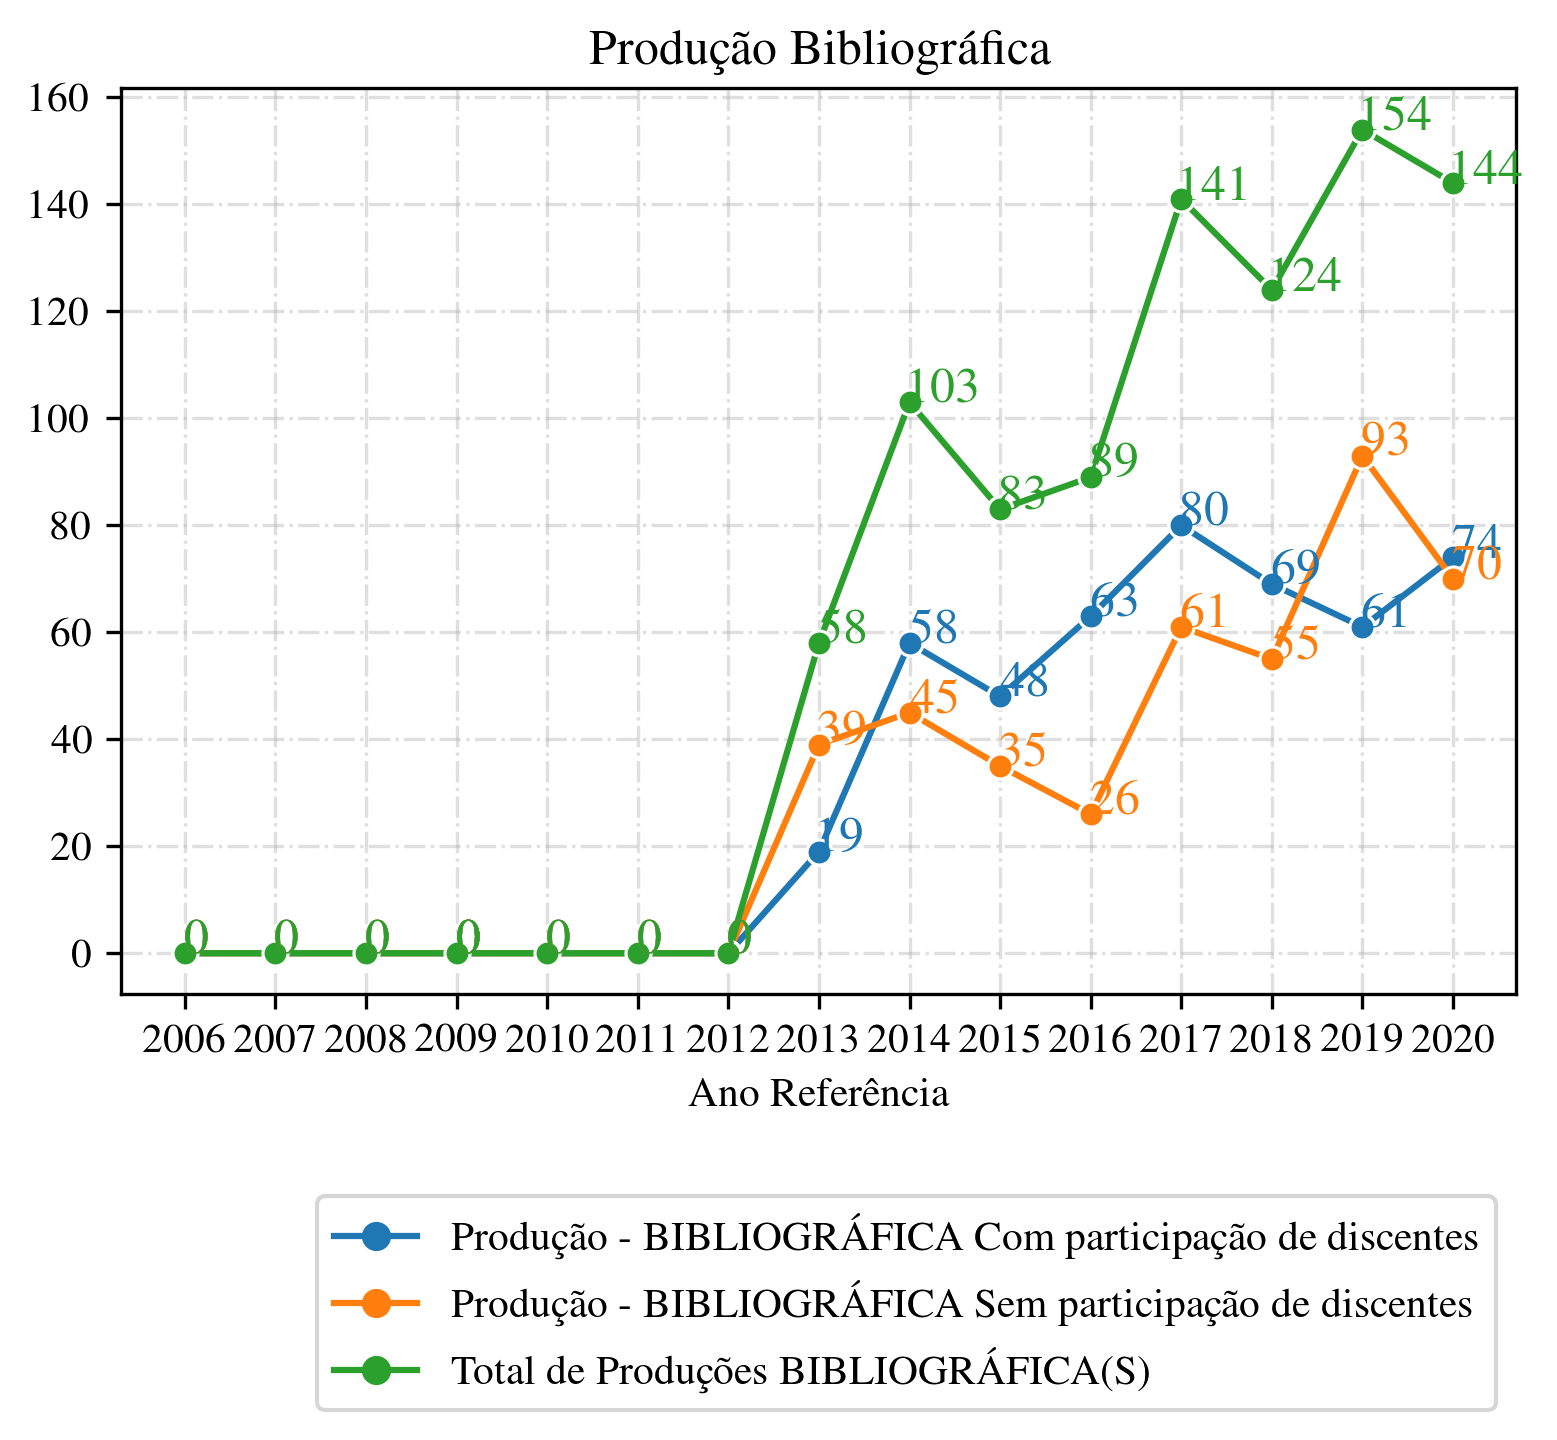 Produção Bibliográfica
160
140
120
100
80
60
40
20
0
0 0 0 0 0 0 0
58 103 83 89 141 124 154 144
19 58 48 63 80 69 61 74
39 45 35 26 61 55 93 70
2006 2007 2008 2009 2010 2011 2012 2013 2014 2015 2016 2017 2018 2019 2020
Ano Referência
Produção - BIBLIOGRÁFICA Com participação de discentes
Produção - BIBLIOGRÁFICA Sem participação de discentes
Total de Produções BIBLIOGRÁFICA(S)